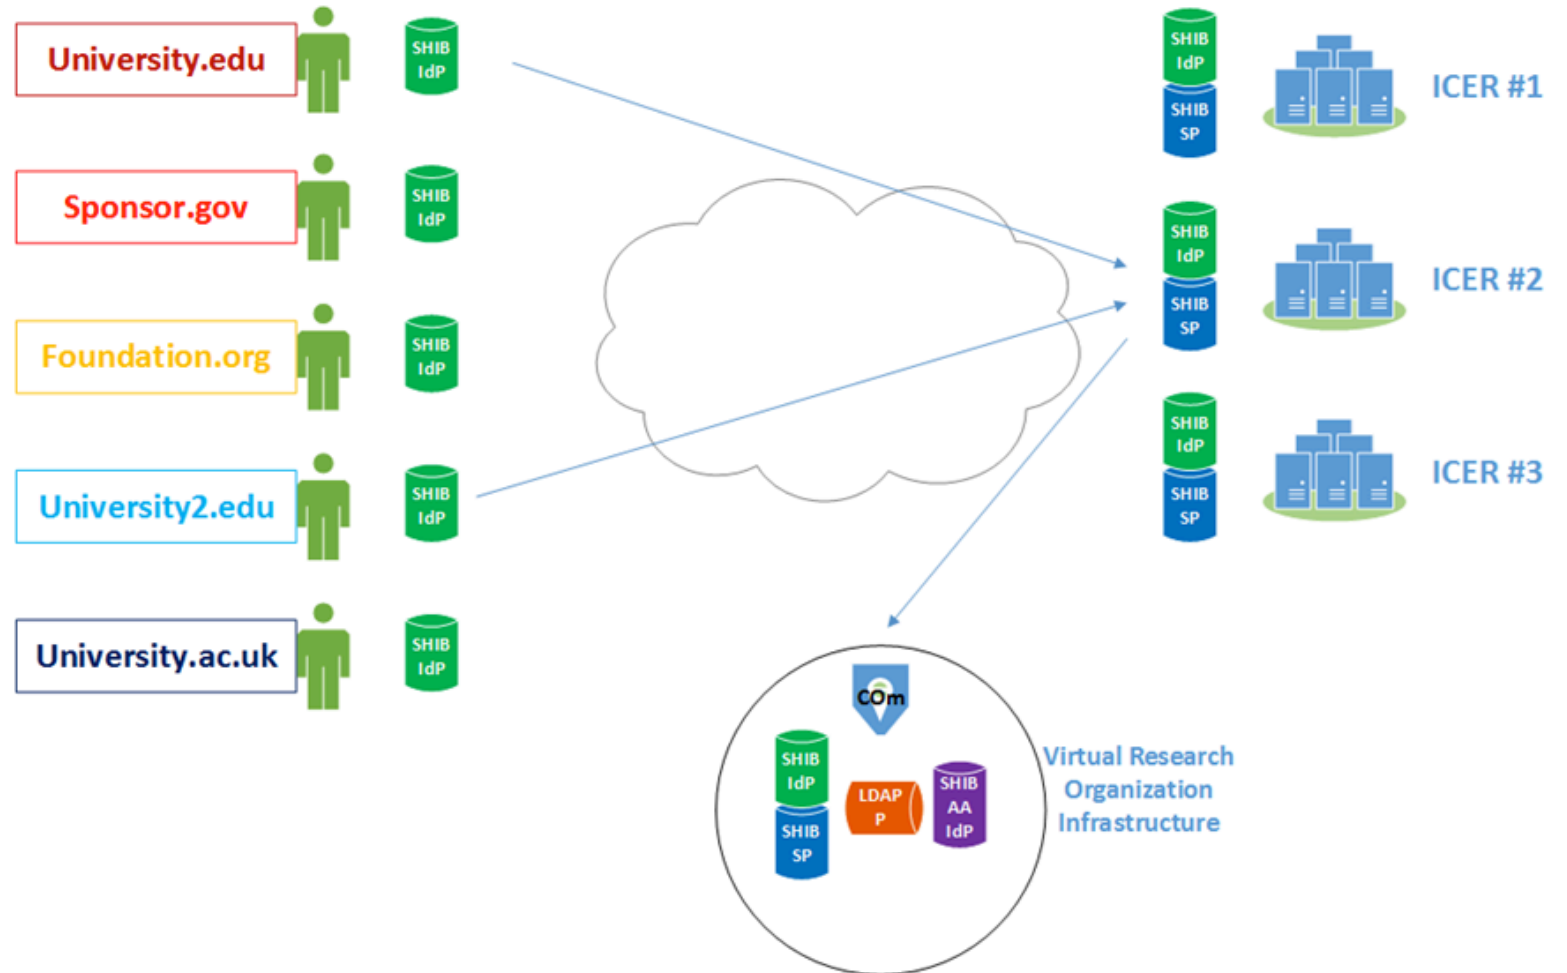 University.edu
SHIB
IdP
Sponsor.gov
SHIB
IdP
Foundation.org
SHIB
IdP
University2.edu
SHIB
IdP
University.ac.uk
SHIB
IdP
SHIB
IdP
SHIB
SP
ICER #1
SHIB
IdP
SHIB
SP
ICER #2
SHIB
IdP
SHIB
SP
ICER #3
COm
SHIB
IdP
SHIB
SP
LDAP
P
SHIB
AA
IdP
Virtual Research
Organization
Infrastructure